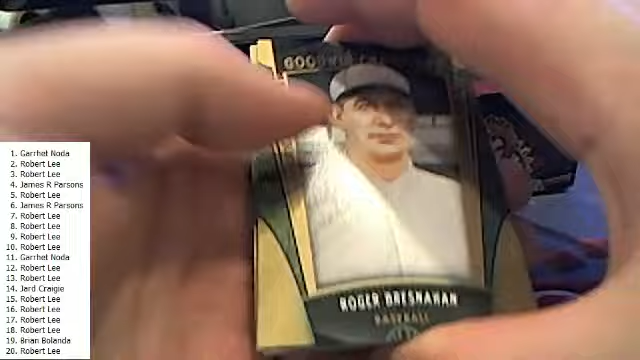 GOODWIN
ROGER BRESNAHAN
BASEBALL
1. Garrhet Noda
2. Robert Lee
3. Robert Lee
4. James R Parsons
5. Robert Lee
6. James R Parsons
7. Robert Lee
8. Robert Lee
9. Robert Lee
10. Robert Lee
11. Garrhet Noda
12. Robert Lee
13. Robert Lee
14. Jard Craigie
15. Robert Lee
16. Robert Lee
17. Robert Lee
18. Robert Lee
19. Brian Bolanda
20. Robert Lee